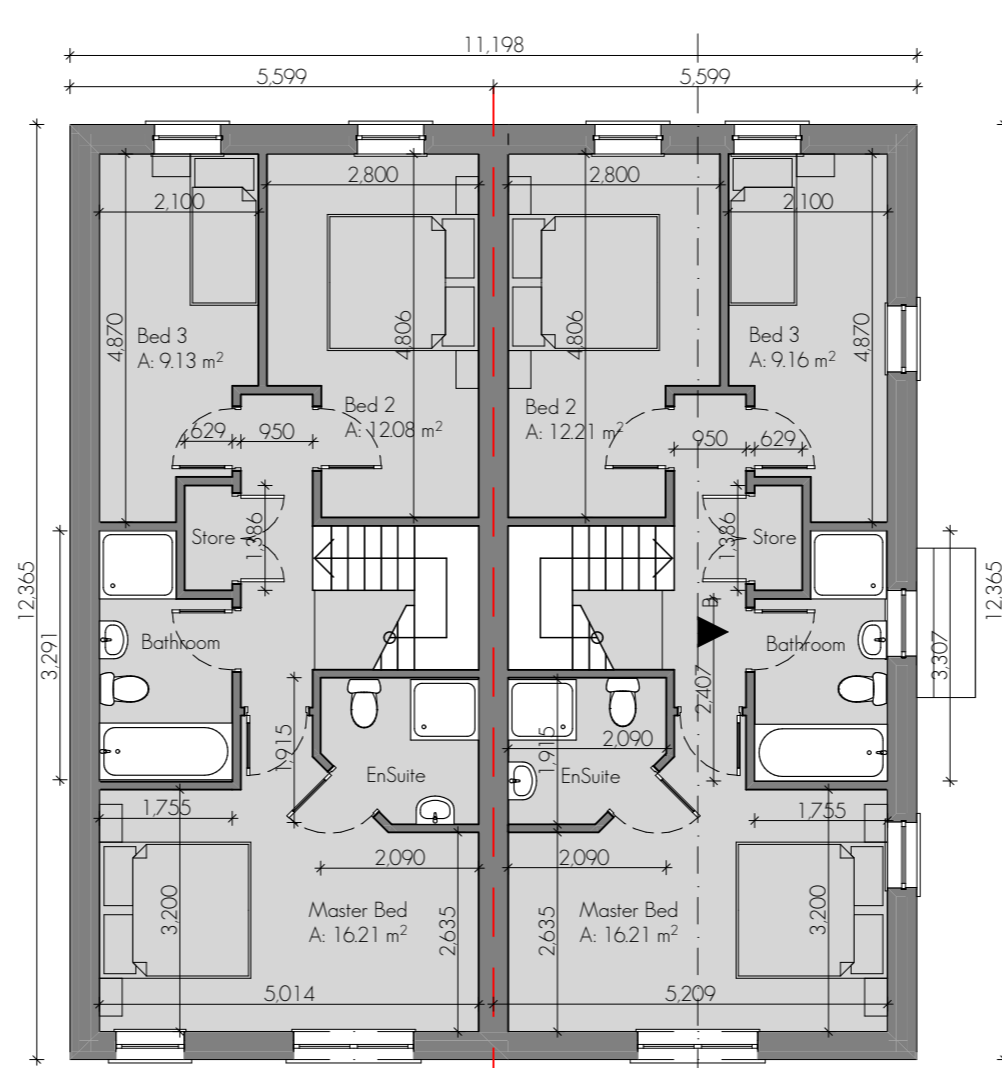 11,198
5,599 5,599
2,800 2,800
2,100 2,100
4,870 4,806 4,806 4,870
Bed 3
A: 9.13 m²
Bed 3
A: 9.16 m²
Bed 2
A: 12.08 m²
Bed 2
A: 12.21 m²
629 950 950 629
Store 1,386 1,386 Store
12,365 12,365
3,291 Bathroom Bathroom 3,307
B
2,407
1,915 1,915 2,090
EnSuite EnSuite
1,755 1,755
2,090 2,090
3,200 3,200
Master Bed
A: 16.21 m²
Master Bed
A: 16.21 m²
2,635 2,635
5,014 5,209